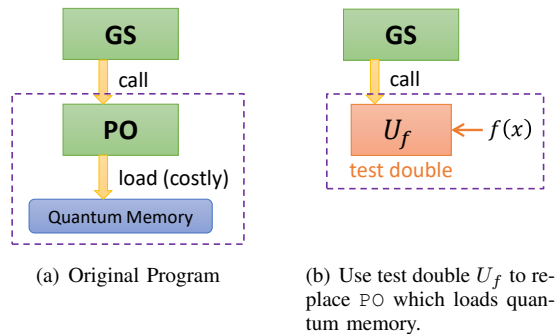 GS
call
PO
load (costly)
Quantum Memory
(a) Original Program
GS
call
U_f
f(x)
test double
(b) Use test double U_f to re-
place PO which loads quan-
tum memory.